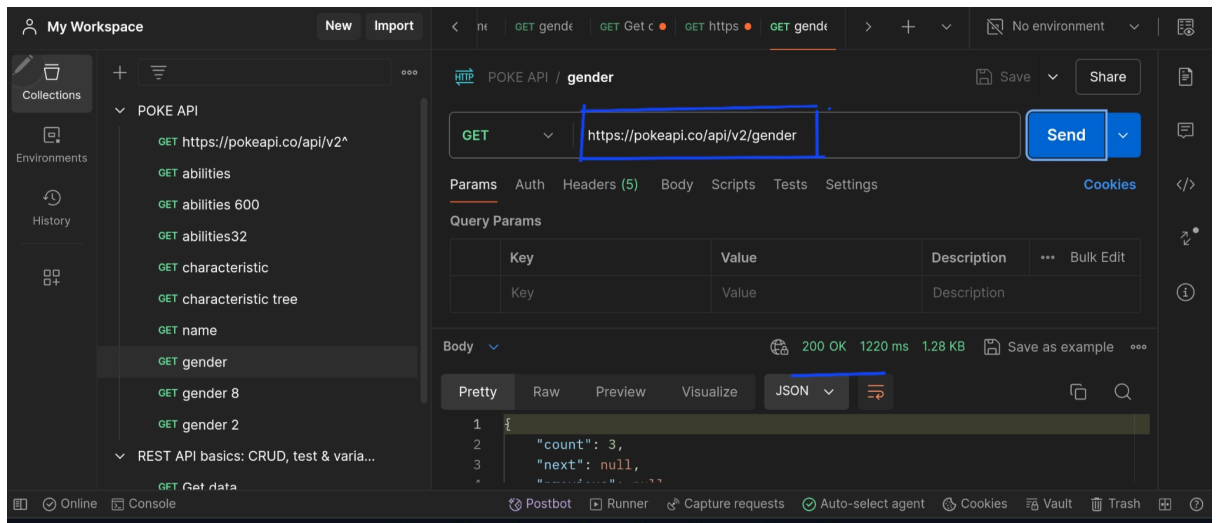 My Workspace New Import
ne GET gende GET Get c GET https GET gende No environment
Collections
Environments
History
POKE API
GET https://pokeapi.co/api/v2^
GET abilities
GET abilities 600
GET abilities32
GET characteristic
GET characteristic tree
GET name
GET gender
GET gender 8
GET gender 2
REST API basics: CRUD, test & varia...
GET Get data
HTTP POKE API / gender Save Share
GET https://pokeapi.co/api/v2/gender Send
Params Auth Headers (5) Body Scripts Tests Settings Cookies
Query Params
Key Value Description Bulk Edit
Key Value Description
Body 200 OK 1220 ms 1.28 KB Save as example
Pretty Raw Preview Visualize JSON
1 {
2 "count": 3,
3 "next": null,
Online Console Postbot Runner Capture requests Auto-select agent Cookies Vault Trash